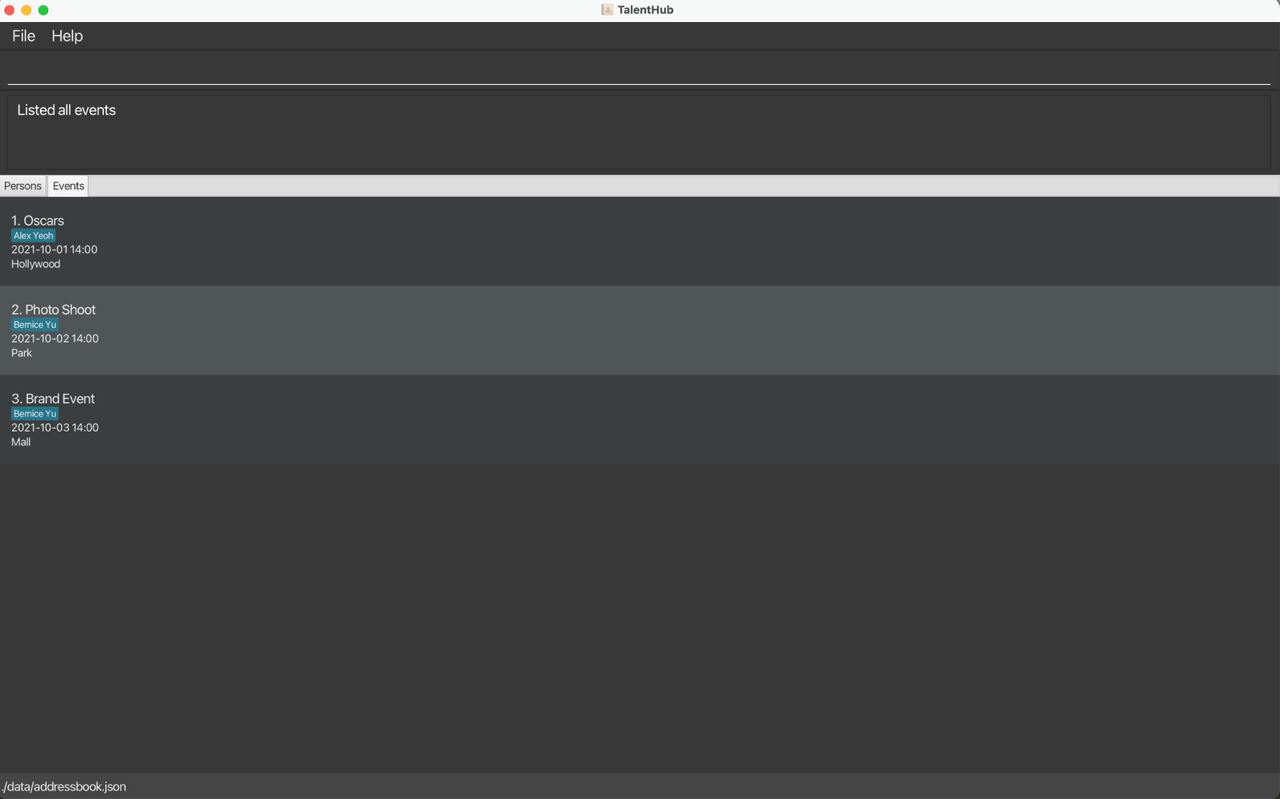 TalentHub
File Help
Listed all events
Persons Events
1. Oscars
Alex Yeoh
2021-10-01 14:00
Hollywood
2. Photo Shoot
Bernice Yu
2021-10-02 14:00
Park
3. Brand Event
Bernice Yu
2021-10-03 14:00
Mall
./data/addressbook.json